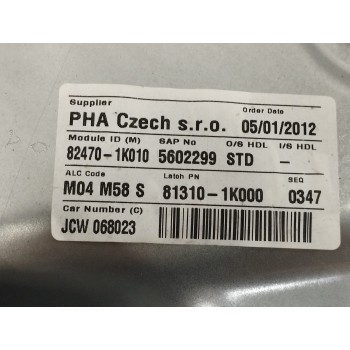 Supplier Order Date
PHA Czech s.r.o. 05/01/2012
Module ID (M) SAP No O/S HDL I/S HDL
82470-1K010 5602299 STD –
ALC Code Latch PN SEQ
M04 M58 S 81310-1K000 0347
Car Number (C)
JCW 068023